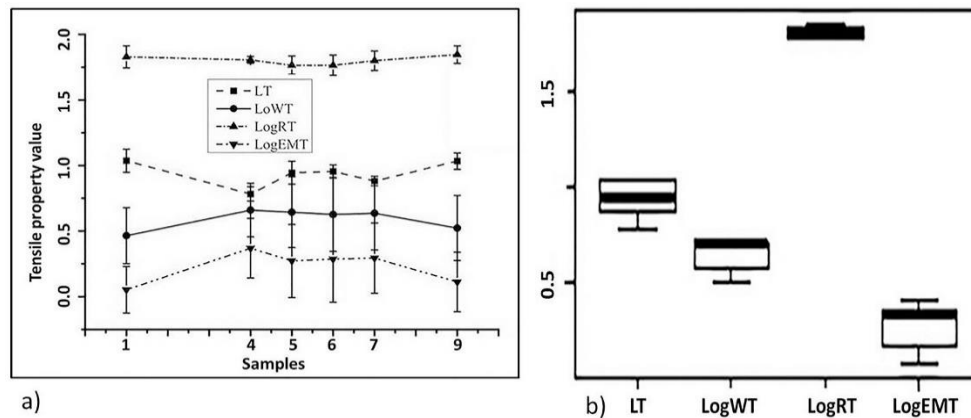 a)
Tensile property value
2.0
1.5
1.0
0.5
0.0
LT
LoWT
LogRT
LogEMT
1 4 5 6 7 9
Samples
b)
1.5
0.5
LT LogWT LogRT LogEMT